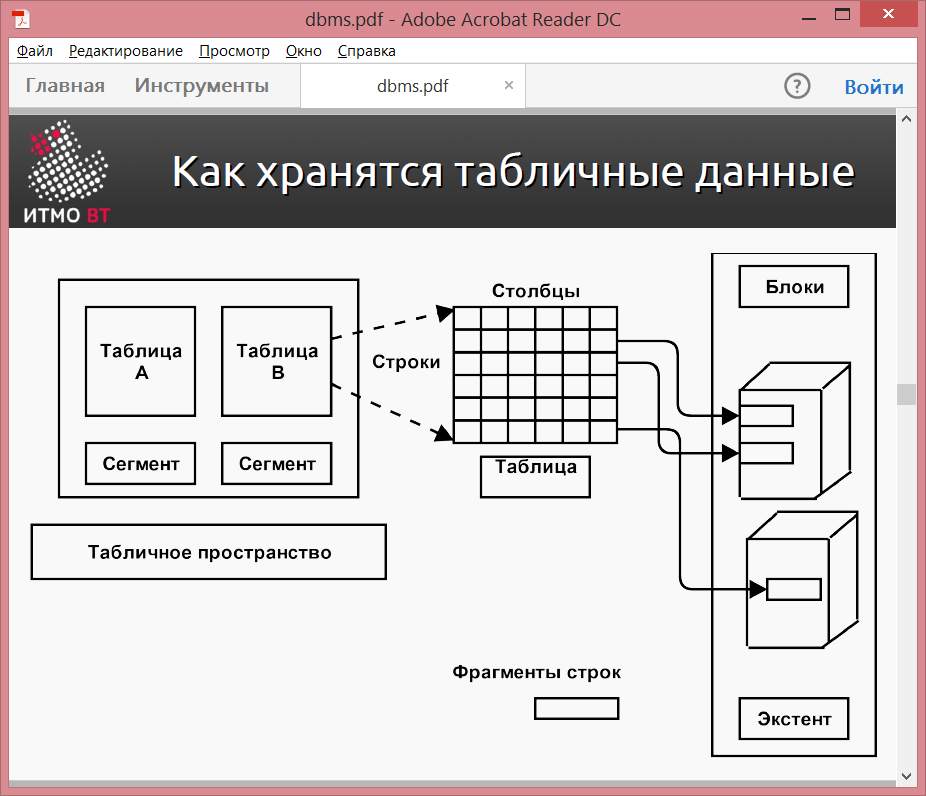 dbms.pdf - Adobe Acrobat Reader DC
Файл Редактирование Просмотр Окно Справка
Главная Инструменты dbms.pdf × ? Войти
ИТМО ВТ
Как хранятся табличные данные
Таблица
A
Таблица
B
Сегмент
Сегмент
Табличное пространство
Столбцы
Строки
Таблица
Фрагменты строк
Блоки
Экстент